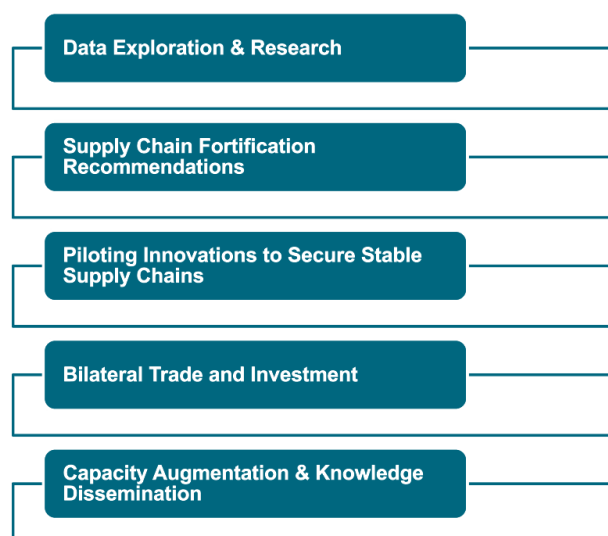 Data Exploration & Research
Supply Chain Fortification
Recommendations
Piloting Innovations to Secure Stable
Supply Chains
Bilateral Trade and Investment
Capacity Augmentation & Knowledge
Dissemination